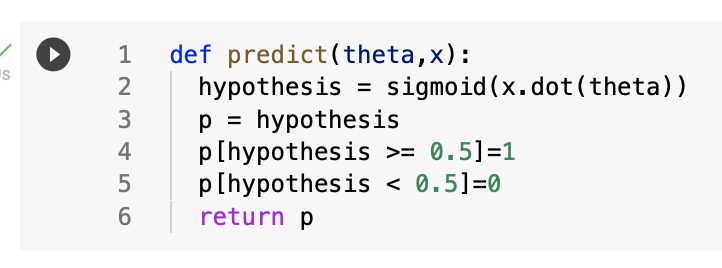 1 def predict(theta,x):
2 hypothesis = sigmoid(x.dot(theta))
3 p = hypothesis
4 p[hypothesis >= 0.5]=1
5 p[hypothesis < 0.5]=0
6 return p